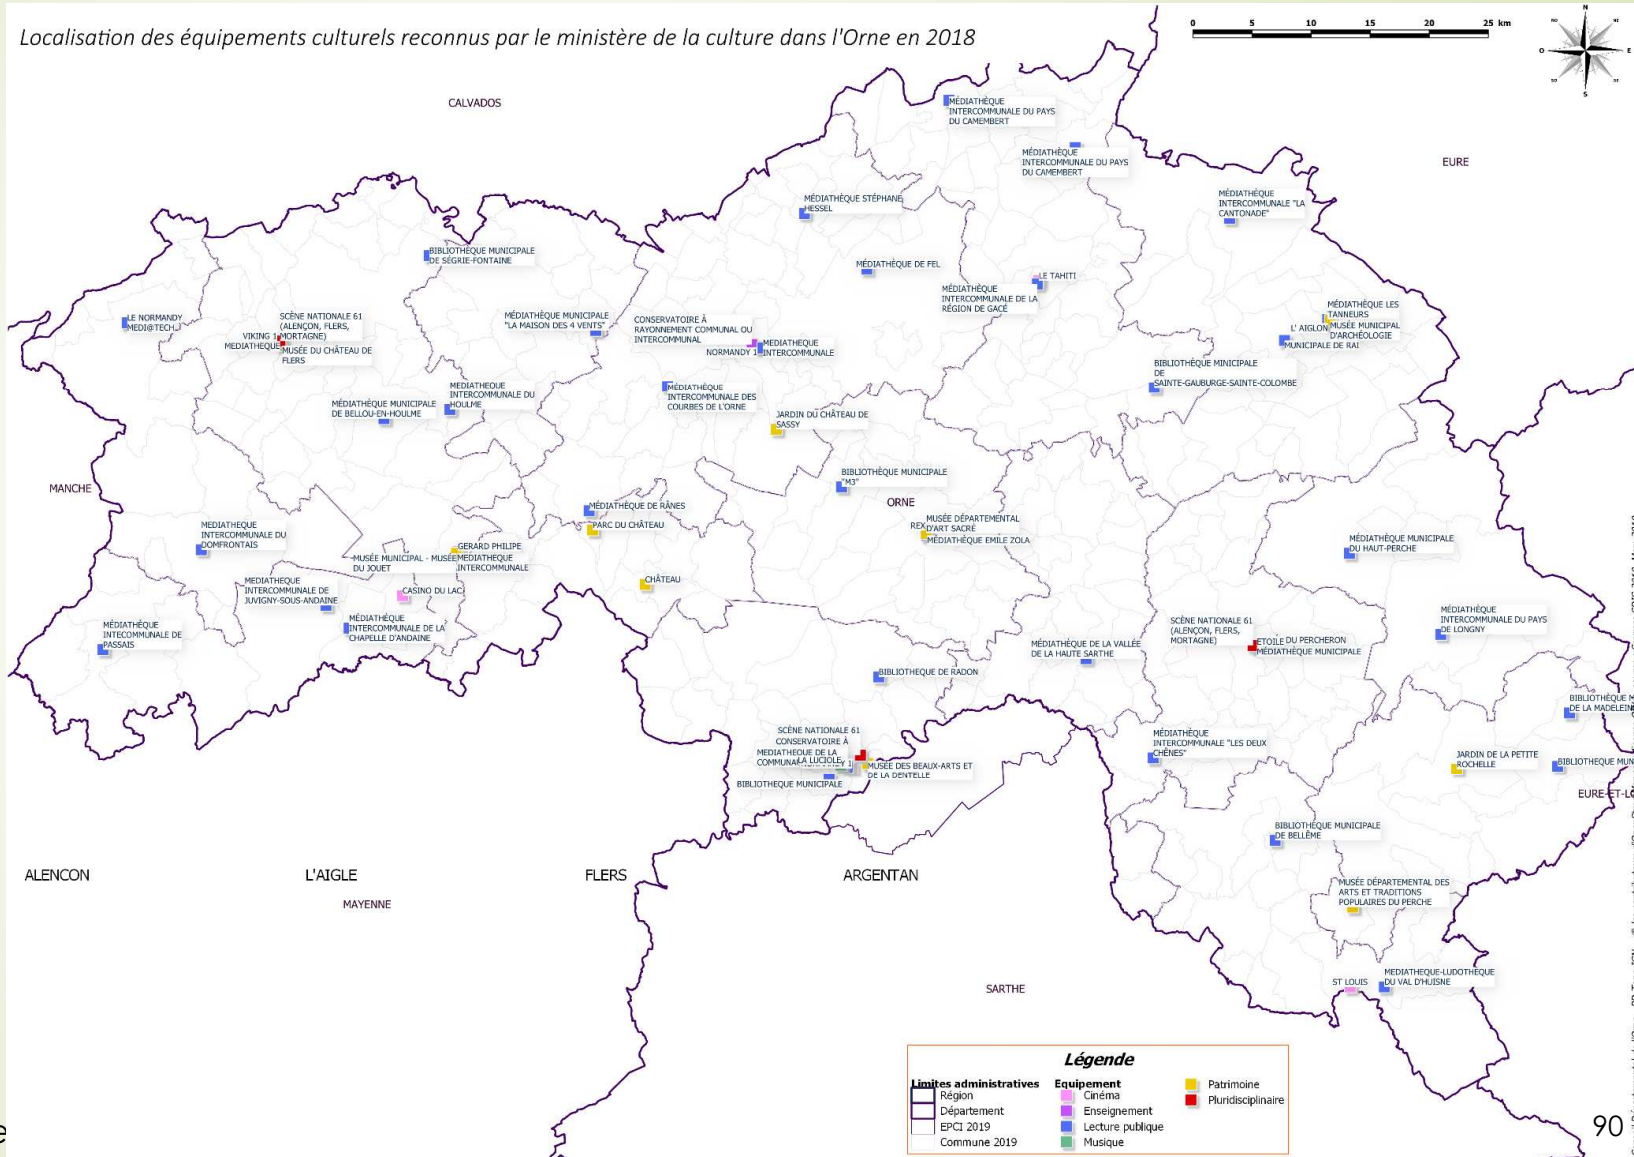 Localisation des équipements culturels reconnus par le ministère de la culture dans l'Orne en 2018
0 5 10 15 20 25 km
N
NO
NE
O
E
SO
SE
S
CALVADOS
EURE
MÉDIATHÈQUE
INTERCOMMUNALE DU PAYS
DU CAMEMBERT
MÉDIATHÈQUE
INTERCOMMUNALE DU PAYS
DU CAMEMBERT
MÉDIATHÈQUE STÉPHANE
HESSEL
MÉDIATHÈQUE
INTERCOMMUNALE "LA
CANTONADE"
BIBLIOTHÈQUE MUNICIPALE
DE SÉGRIE-FONTAINE
MÉDIATHÈQUE DE FEL
LE TAHITI
MÉDIATHÈQUE
INTERCOMMUNALE DE LA
RÉGION DE GACÉ
LE NORMANDY
MEDI@TECH
SCÈNE NATIONALE 61
(ALENÇON, FLERS,
MORTAGNE)
VIKING 1
MEDIATHEQUE
MUSÉE DU CHÂTEAU DE
FLERS
MÉDIATHÈQUE MUNICIPALE
"LA MAISON DES 4 VENTS"
CONSERVATOIRE À
RAYONNEMENT COMMUNAL OU
INTERCOMMUNAL
NORMANDY 1
MEDIATHEQUE
INTERCOMMUNALE
MÉDIATHÈQUE LES
TANNEURS
L' AIGLON
MUSÉE MUNICIPAL
D'ARCHÉOLOGIE
MUNICIPALE DE RAI
BIBLIOTHÈQUE MINICIPALE
DE
SAINTE-GAUBURGE-SAINTE-COLOMBE
MÉDIATHÈQUE MUNICIPALE
DE BELLOU-EN-HOULME
MEDIATHEQUE
INTERCOMMUNALE DU
HOULME
MÉDIATHÈQUE
INTERCOMMUNALE DES
COURBES DE L'ORNE
JARDIN DU CHÂTEAU DE
SASSY
MANCHE
BIBLIOTHÈQUE MUNICIPALE
"M3"
ORNE
MÉDIATHÈQUE DE RÂNES
PARC DU CHÂTEAU
REX
MUSÉE DÉPARTEMENTAL
D'ART SACRÉ
MÉDIATHÈQUE EMILE ZOLA
MEDIATHEQUE
INTERCOMMUNALE DU
DOMFRONTAIS
MÉDIATHÈQUE MUNICIPALE
DU HAUT-PERCHE
GERARD PHILIPE
MUSÉE MUNICIPAL - MUSÉE
DU JOUET
MEDIATHEQUE
INTERCOMMUNALE
MEDIATHEQUE
INTERCOMMUNALE DE
JUVIGNY-SOUS-ANDAINE
CASINO DU LAC
CHÂTEAU
MÉDIATHÈQUE
INTERCOMMUNALE DE LA
CHAPELLE D'ANDAINE
MÉDIATHÈQUE
INTECOMMUNALE DE
PASSAIS
MÉDIATHÈQUE
INTERCOMMUNALE DU PAYS
DE LONGNY
SCÈNE NATIONALE 61
(ALENÇON, FLERS,
MORTAGNE)
ETOILE DU PERCHERON
MÉDIATHÈQUE MUNICIPALE
MÉDIATHÈQUE DE LA VALLÉE
DE LA HAUTE SARTHE
BIBLIOTHEQUE DE RADON
BIBLIOTHÈQUE M
DE LA MADELEIN
SCÈNE NATIONALE 61
CONSERVATOIRE À
MEDIATHEQUE DE LA
LA LUCIOLE
BIBLIOTHEQUE MUNICIPALE
MUSÉE DES BEAUX-ARTS ET
DE LA DENTELLE
MÉDIATHÈQUE
INTERCOMMUNALE "LES DEUX
CHÊNES"
JARDIN DE LA PETITE
ROCHELLE
BIBLIOTHEQUE MUN
EURE-ET-LO
BIBLIOTHÈQUE MUNICIPALE
DE BELLÊME
ALENCON
L'AIGLE
FLERS
ARGENTAN
MAYENNE
MUSÉE DÉPARTEMENTAL DES
ARTS ET TRADITIONS
POPULAIRES DU PERCHE
SARTHE
ST LOUIS
MEDIATHEQUE-LUDOTHEQUE
DU VAL D'HUISNE
Légende
Limites administratives
Région
Département
EPCI 2019
Commune 2019
Equipement
Cinéma
Enseignement
Lecture publique
Musique
Patrimoine
Pluridisciplinaire
90